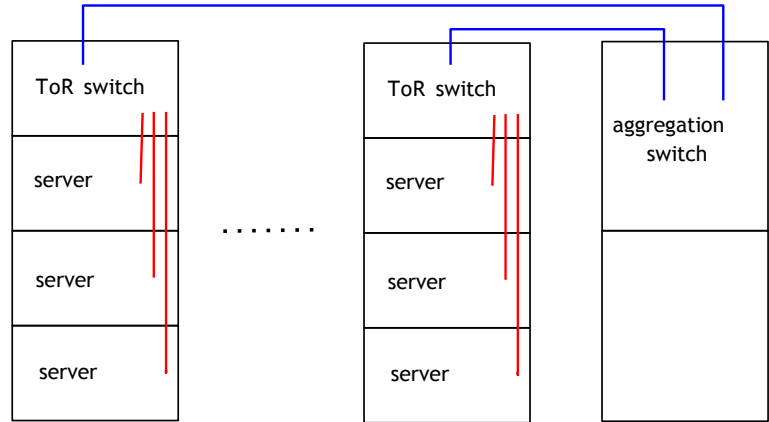 ToR switch
server
server
server
.......
ToR switch
server
server
server
aggregation
switch